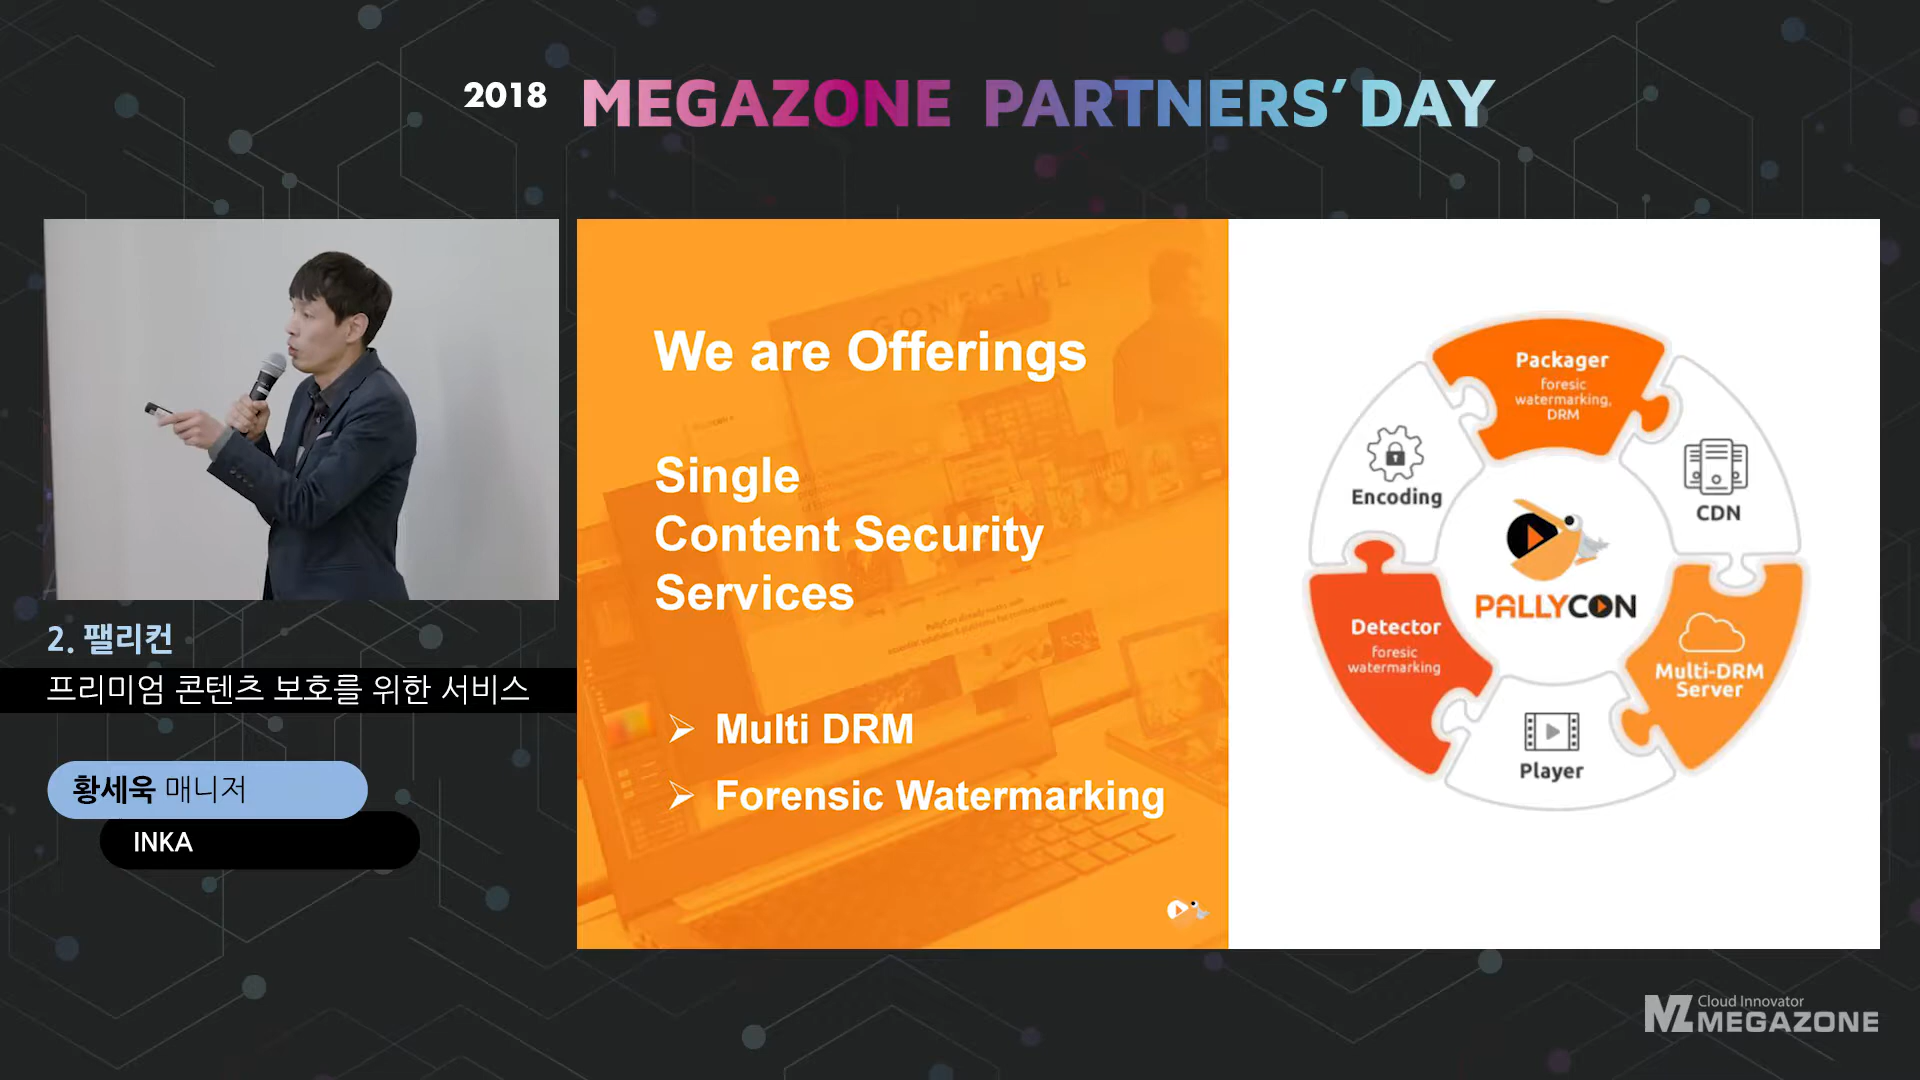 2018 MEGAZONE PARTNERS' DAY
2. 팰리컨
프리미엄 콘텐츠 보호를 위한 서비스
황세욱 매니저
INKA
We are Offerings
Single
Content Security
Services
➢ Multi DRM
➢ Forensic Watermarking
Packager
foresic
watermarking,
DRM
Encoding
CDN
PALLYCON
Detector
foresic
watermarking
Multi-DRM
Server
Player
Cloud Innovator
MZ MEGAZONE